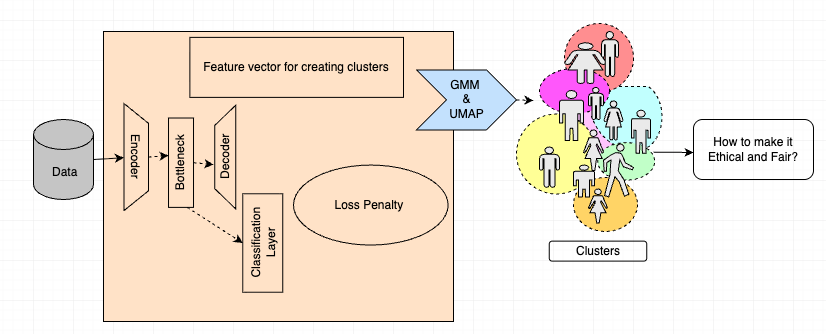 Feature vector for creating clusters
GMM
&
UMAP
Data
Encoder
Bottleneck
Decoder
Classification
Layer
Loss Penalty
Clusters
How to make it
Ethical and Fair?